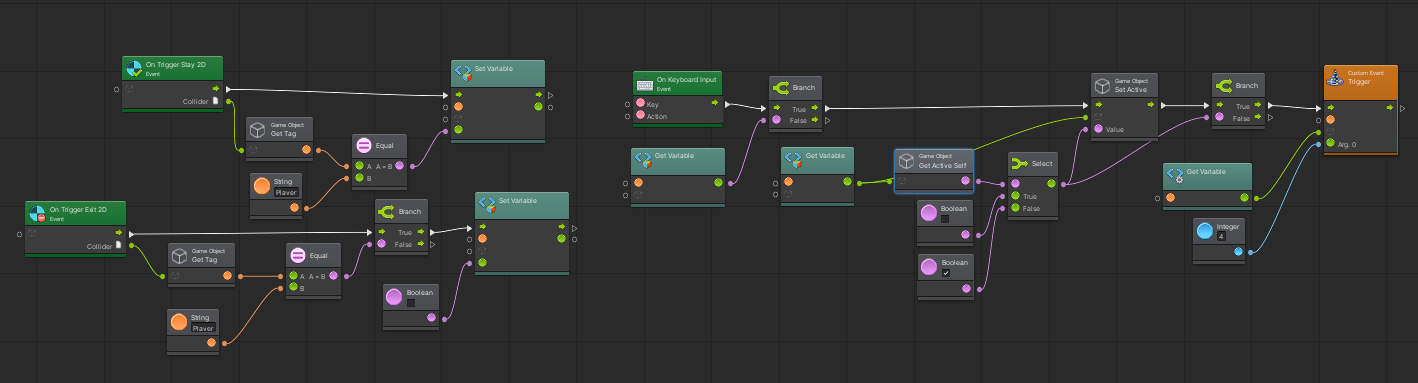 On Trigger Stay 2D
Event
Collider
Game Object
Get Tag
String
Player
Equal
A A = B
B
Set Variable
On Trigger Exit 2D
Event
Collider
Game Object
Get Tag
String
Player
Equal
A A = B
B
Branch
True
False
Boolean
Set Variable
On Keyboard Input
Event
Key
Action
Get Variable
Branch
True
False
Get Variable
Game Object
Get Active Self
Boolean
Boolean
Select
True
False
Game Object
Set Active
Value
Branch
True
False
Get Variable
Integer
4
Custom Event
Trigger
Arg. 0